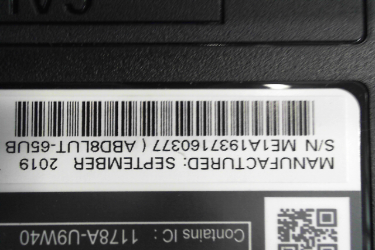 Contains IC : 1178A-U9W40
MANUFACTURED: SEPTEMBER 2019
S/N ME1A1937160377 ( ABD8LUT-65UB